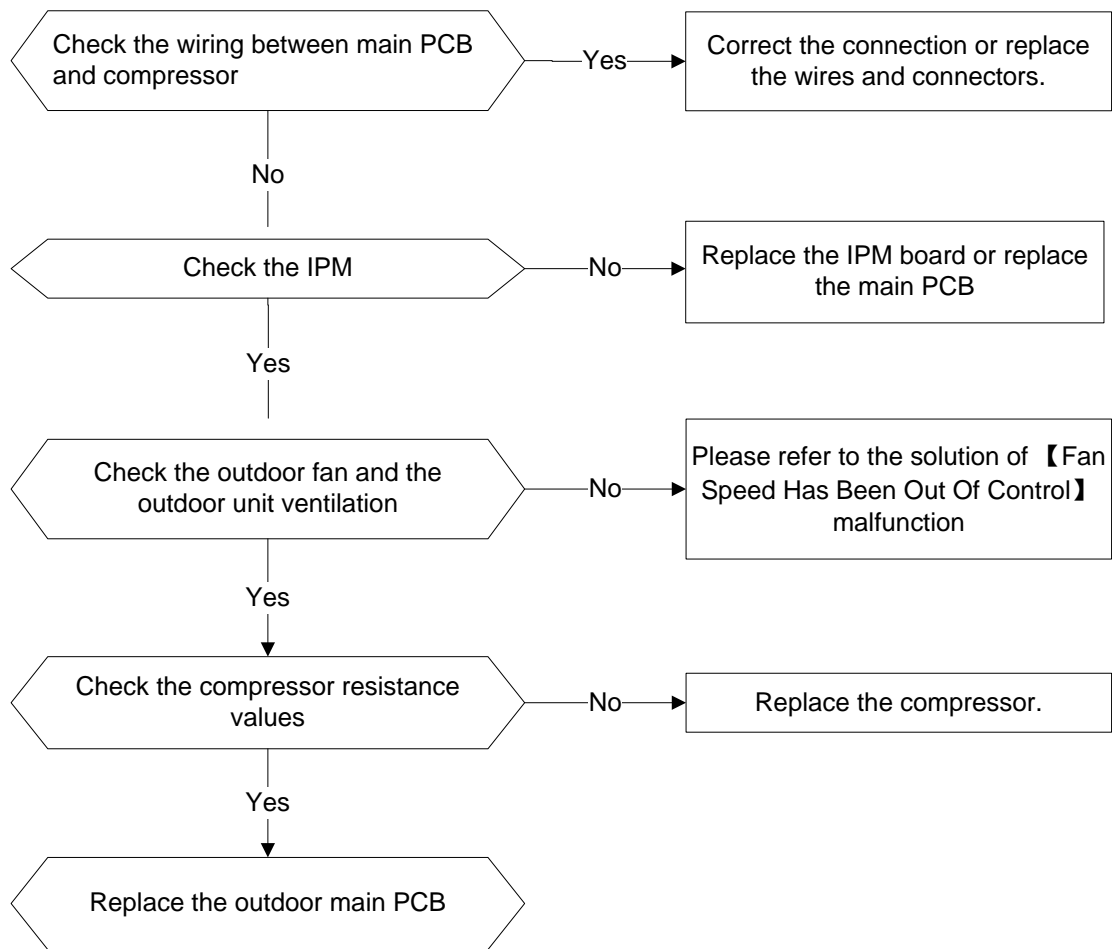 Check the wiring between main PCB
and compressor
Yes
Correct the connection or replace
the wires and connectors.
No
Check the IPM
No
Replace the IPM board or replace
the main PCB
Yes
Check the outdoor fan and the
outdoor unit ventilation
No
Please refer to the solution of 【Fan
Speed Has Been Out Of Control】
malfunction
Yes
Check the compressor resistance
values
No
Replace the compressor.
Yes
Replace the outdoor main PCB